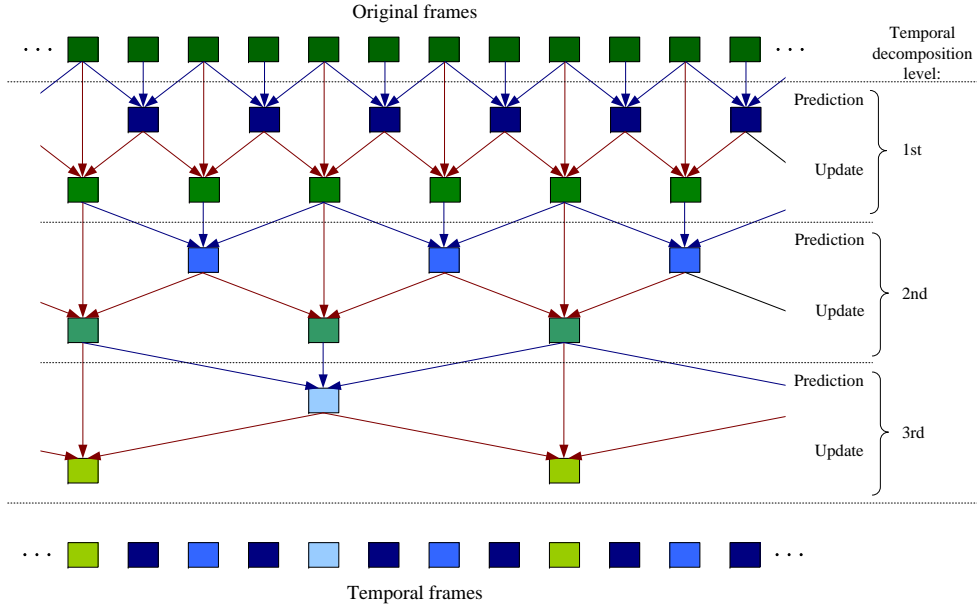 Original frames
Temporal
decomposition
level:
. . .
. . .
Prediction
1st
Update
Prediction
2nd
Update
Prediction
3rd
Update
. . .
. . .
Temporal frames